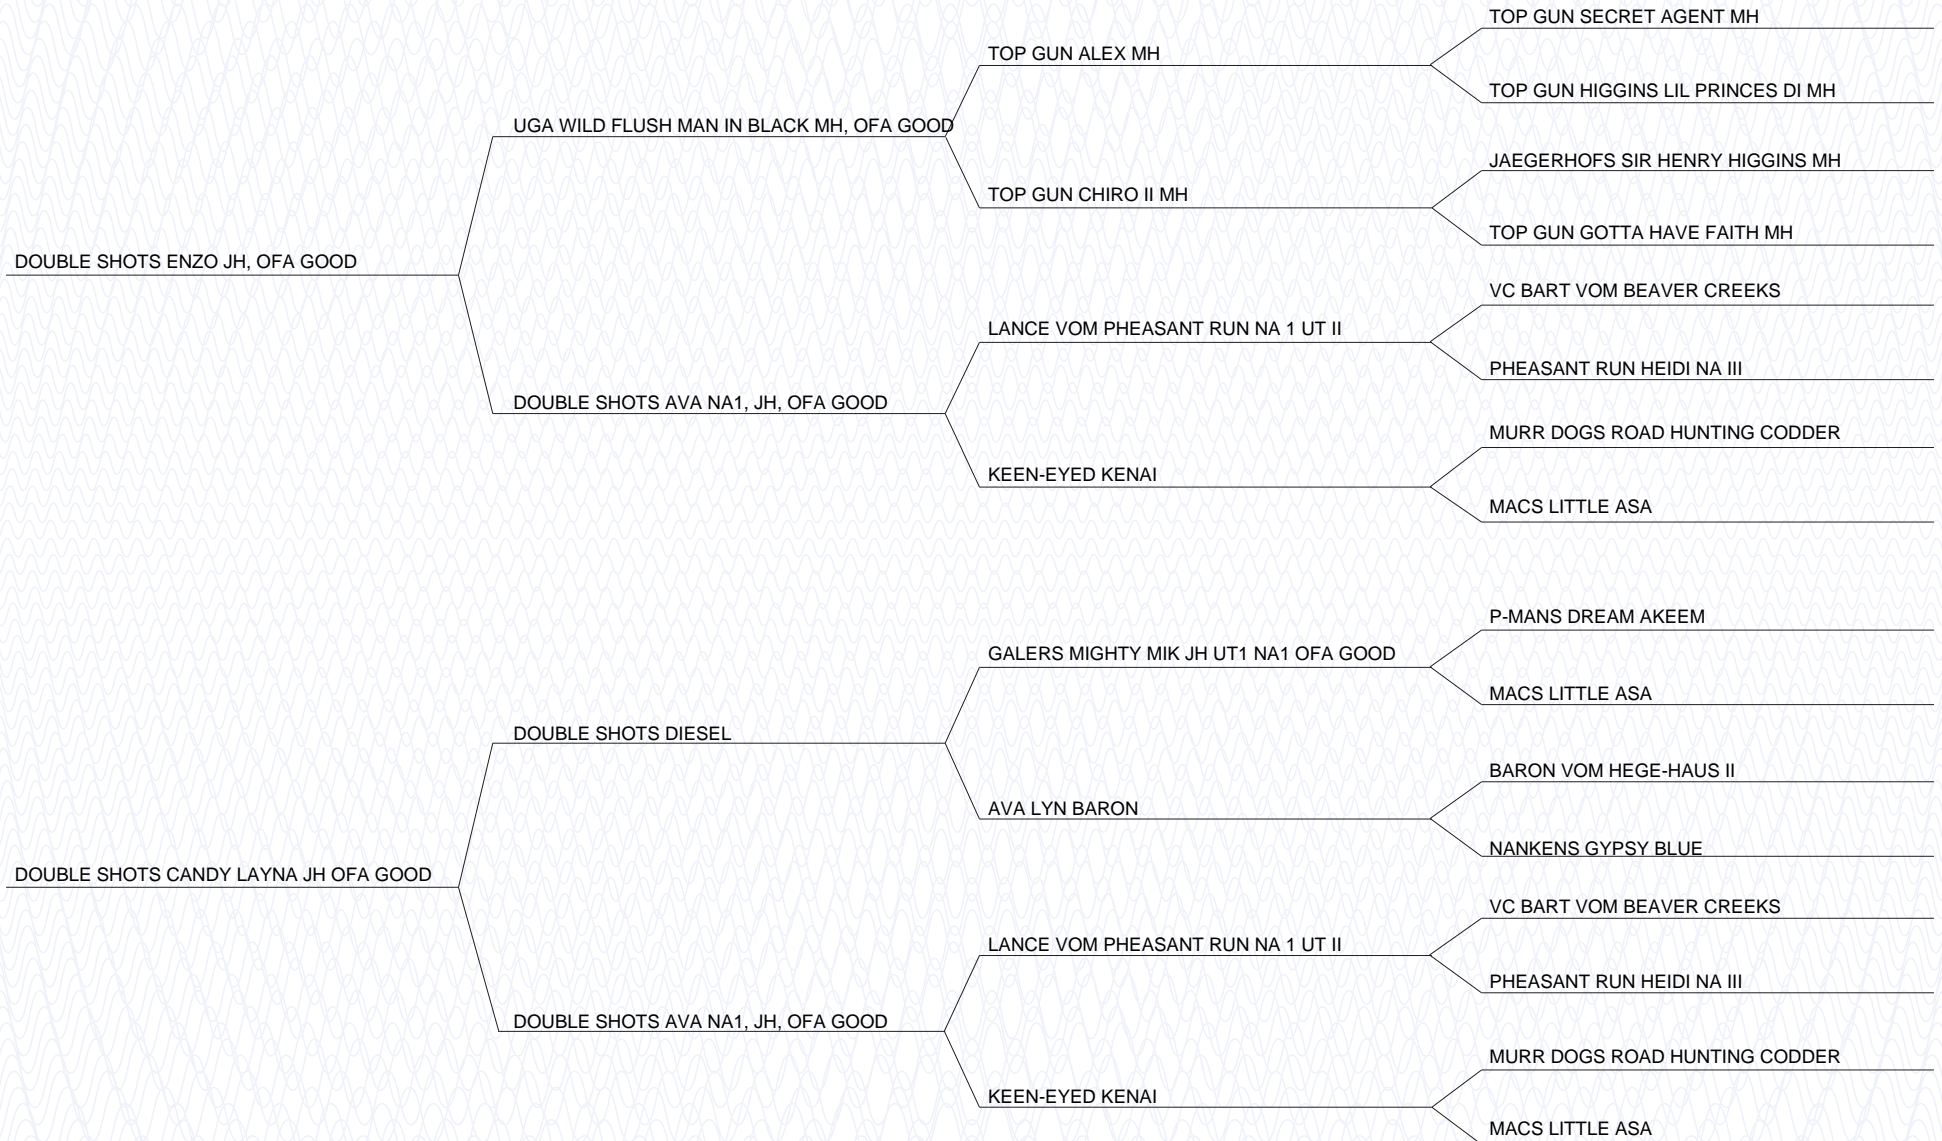 TOP GUN SECRET AGENT MH
TOP GUN ALEX MH
TOP GUN HIGGINS LIL PRINCES DI MH
UGA WILD FLUSH MAN IN BLACK MH, OFA GOOD
JAEGERHOFS SIR HENRY HIGGINS MH
TOP GUN CHIRO II MH
TOP GUN GOTTA HAVE FAITH MH
DOUBLE SHOTS ENZO JH, OFA GOOD
VC BART VOM BEAVER CREEKS
LANCE VOM PHEASANT RUN NA 1 UT II
PHEASANT RUN HEIDI NA III
DOUBLE SHOTS AVA NA1, JH, OFA GOOD
MURR DOGS ROAD HUNTING CODDER
KEEN-EYED KENAI
MACS LITTLE ASA
P-MANS DREAM AKEEM
GALERS MIGHTY MIK JH UT1 NA1 OFA GOOD
MACS LITTLE ASA
DOUBLE SHOTS DIESEL
BARON VOM HEGE-HAUS II
AVA LYN BARON
NANKENS GYPSY BLUE
DOUBLE SHOTS CANDY LAYNA JH OFA GOOD
VC BART VOM BEAVER CREEKS
LANCE VOM PHEASANT RUN NA 1 UT II
PHEASANT RUN HEIDI NA III
DOUBLE SHOTS AVA NA1, JH, OFA GOOD
MURR DOGS ROAD HUNTING CODDER
KEEN-EYED KENAI
MACS LITTLE ASA